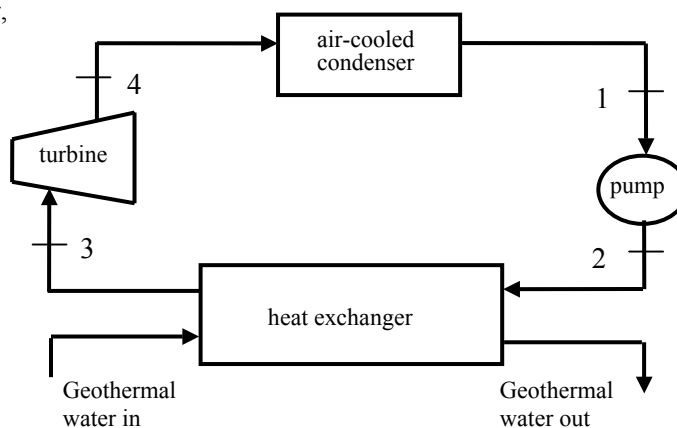 air-cooled
condenser
4
1
turbine
pump
3
2
heat exchanger
Geothermal
water in
Geothermal
water out